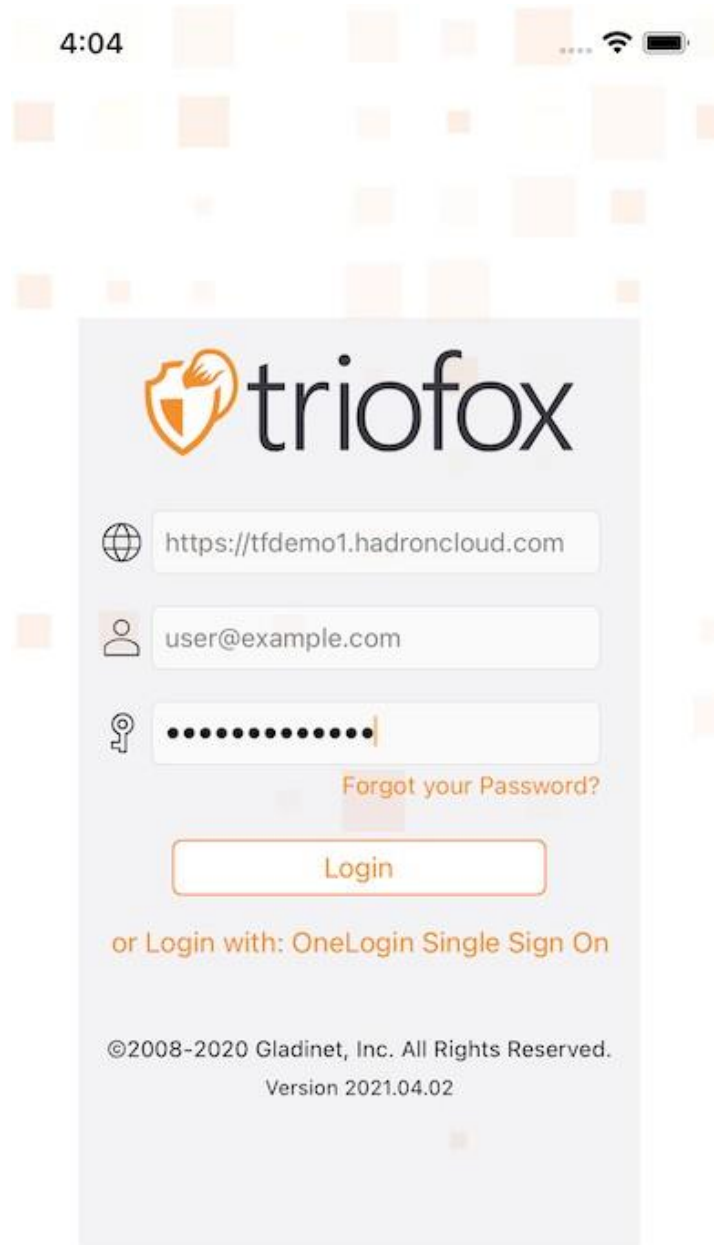 4:04
triofox
https://tfdemo1.hadroncloud.com
user@example.com
•••••••••••••
Forgot your Password?
Login
or Login with: OneLogin Single Sign On
©2008-2020 Gladinet, Inc. All Rights Reserved.
Version 2021.04.02